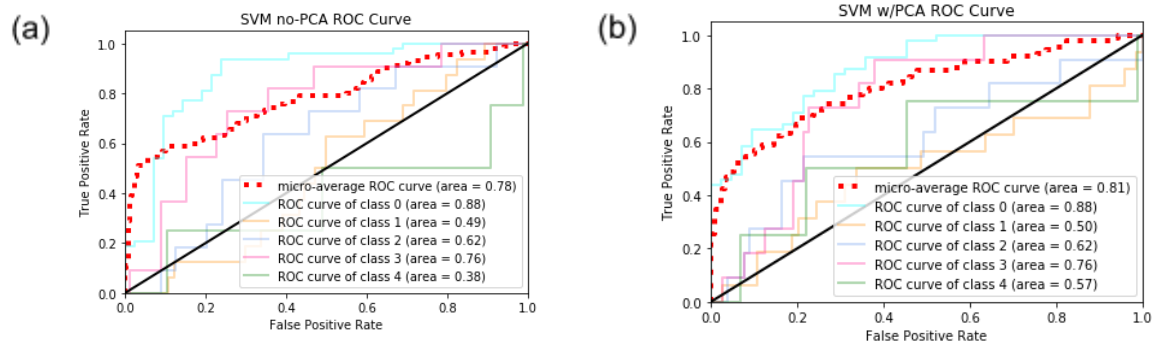 (a)
SVM no-PCA ROC Curve
True Positive Rate
1.0
0.8
0.6
0.4
0.2
0.0
micro-average ROC curve (area = 0.78)
ROC curve of class 0 (area = 0.88)
ROC curve of class 1 (area = 0.49)
ROC curve of class 2 (area = 0.62)
ROC curve of class 3 (area = 0.76)
ROC curve of class 4 (area = 0.38)
0.0 0.2 0.4 0.6 0.8 1.0
False Positive Rate
(b)
SVM w/PCA ROC Curve
True Positive Rate
1.0
0.8
0.6
0.4
0.2
0.0
micro-average ROC curve (area = 0.81)
ROC curve of class 0 (area = 0.88)
ROC curve of class 1 (area = 0.50)
ROC curve of class 2 (area = 0.62)
ROC curve of class 3 (area = 0.76)
ROC curve of class 4 (area = 0.57)
0.0 0.2 0.4 0.6 0.8 1.0
False Positive Rate